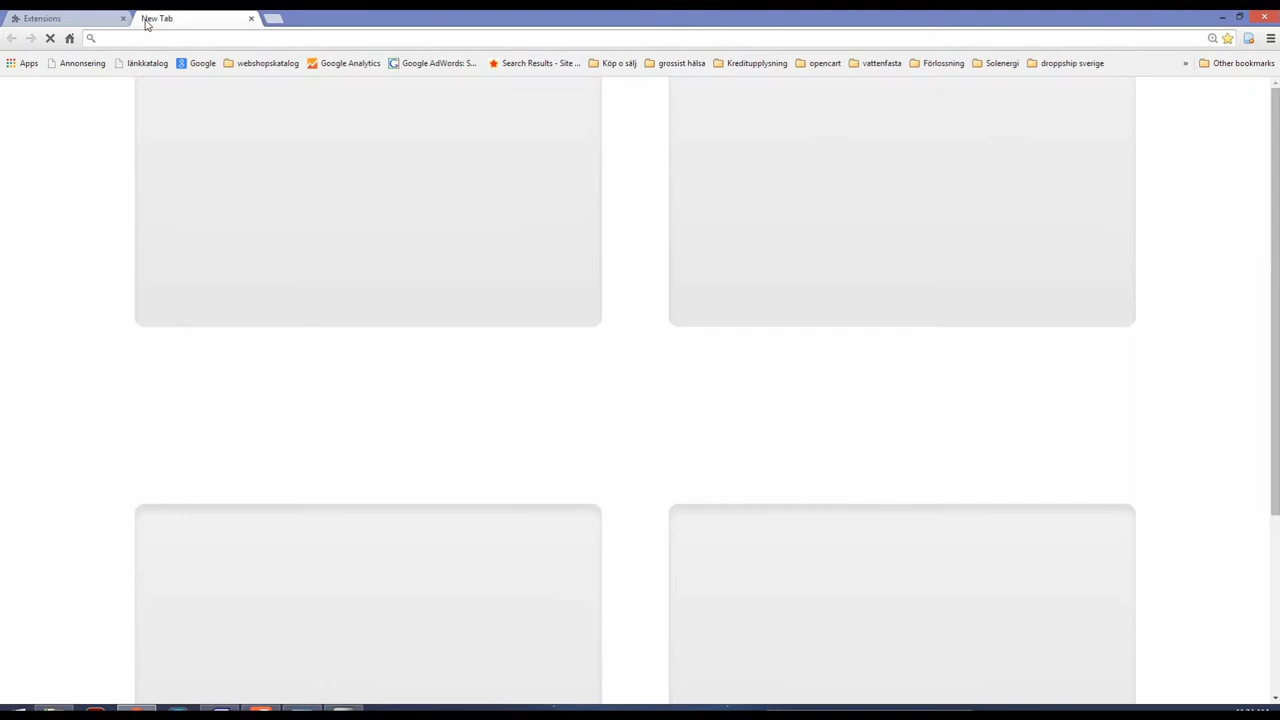 Extensions New Tab
Apps Annonsering länkkatalog Google webshopskatalog Google Analytics Google AdWords: S... Search Results - Site ... Köp o sälj grossist hälsa Kreditupplysning opencart vattenfasta Förlossning Solenergi droppship sverige » Other bookmarks